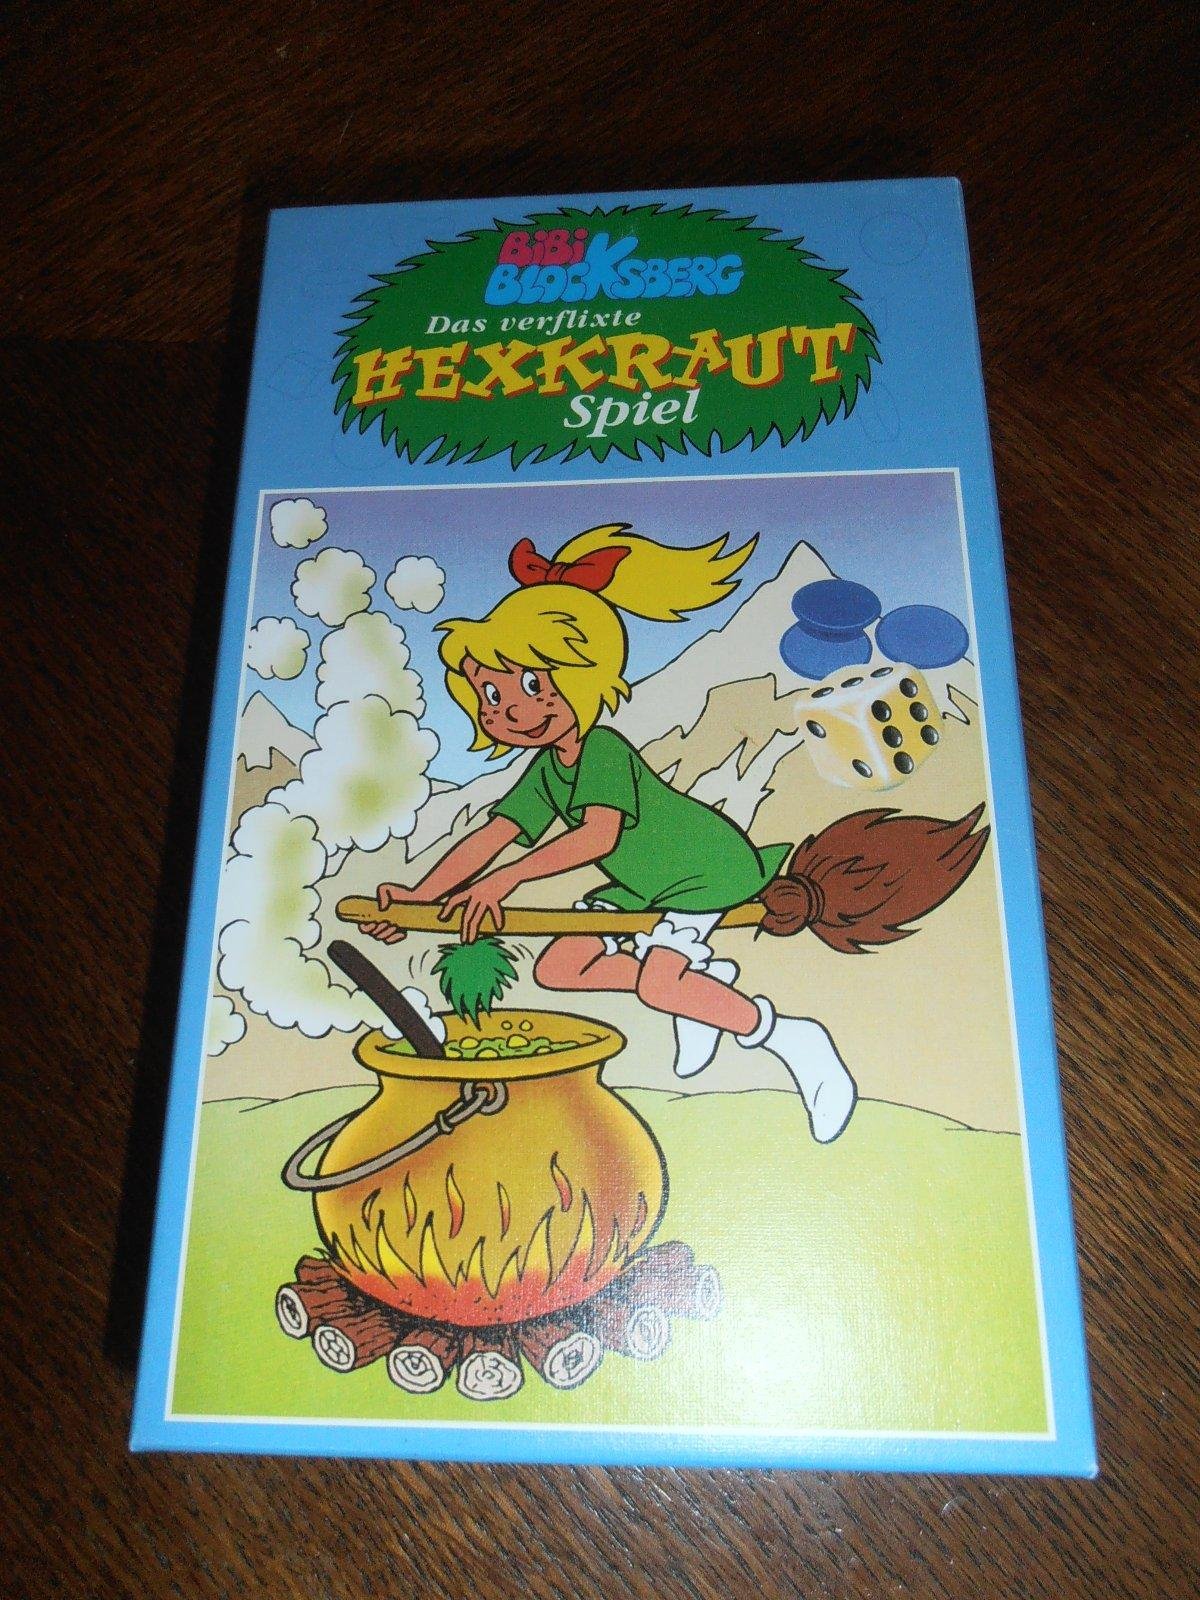 BiBi
BLOCKSBERG
Das verflixte
HEXKRAUT
Spiel